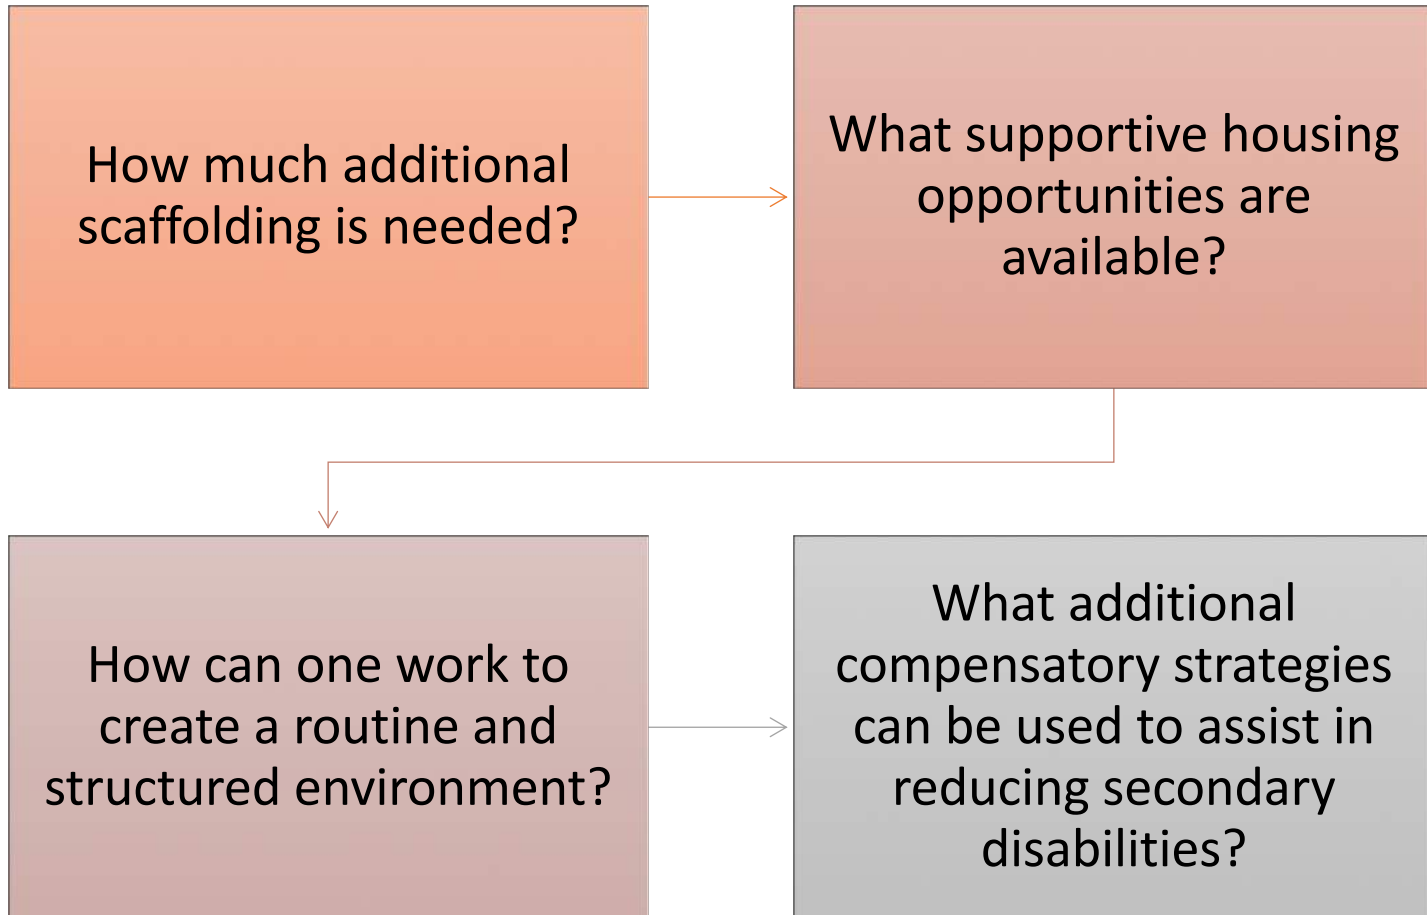 How much additional
scaffolding is needed?
What supportive housing
opportunities are
available?
How can one work to
create a routine and
structured environment?
What additional
compensatory strategies
can be used to assist in
reducing secondary
disabilities?